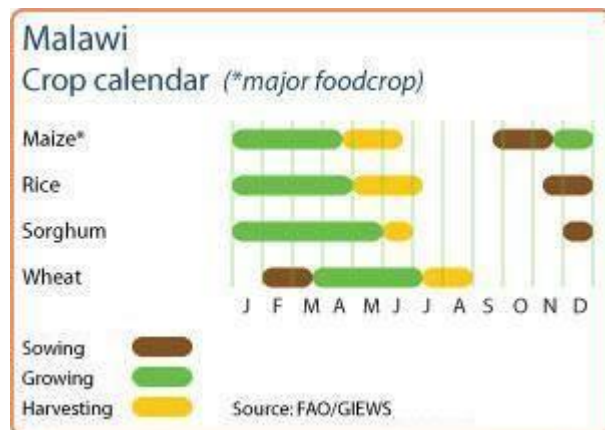 Malawi
Crop calendar (*major foodcrop)
Maize*
Rice
Sorghum
Wheat
J F M A M J J A S O N D
Sowing
Growing
Harvesting
Source: FAO/GIEWS